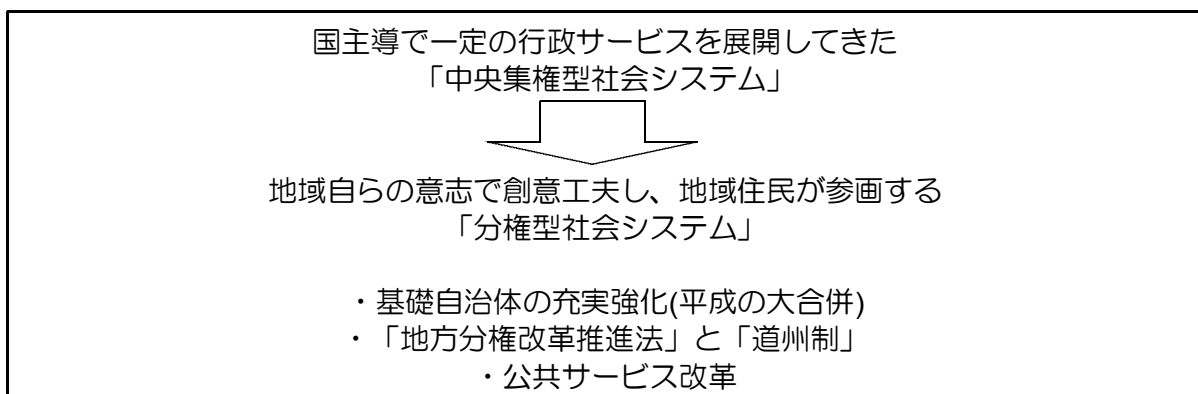 国主導で一定の行政サービスを展開してきた
「中央集権型社会システム」
地域自らの意志で創意工夫し、地域住民が参画する
「分権型社会システム」
・基礎自治体の充実強化(平成の大合併)
・「地方分権改革推進法」と「道州制」
・公共サービス改革